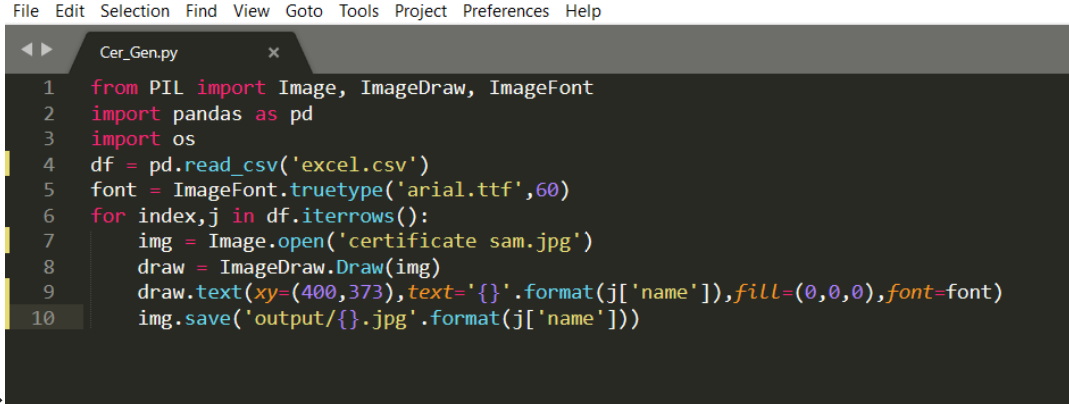 File Edit Selection Find View Goto Tools Project Preferences Help
Cer_Gen.py ×
1 from PIL import Image, ImageDraw, ImageFont
2 import pandas as pd
3 import os
4 df = pd.read_csv('excel.csv')
5 font = ImageFont.truetype('arial.ttf',60)
6 for index,j in df.iterrows():
7     img = Image.open('certificate sam.jpg')
8     draw = ImageDraw.Draw(img)
9     draw.text(xy=(400,373),text='{}'.format(j['name']),fill=(0,0,0),font=font)
10     img.save('output/{}.jpg'.format(j['name']))